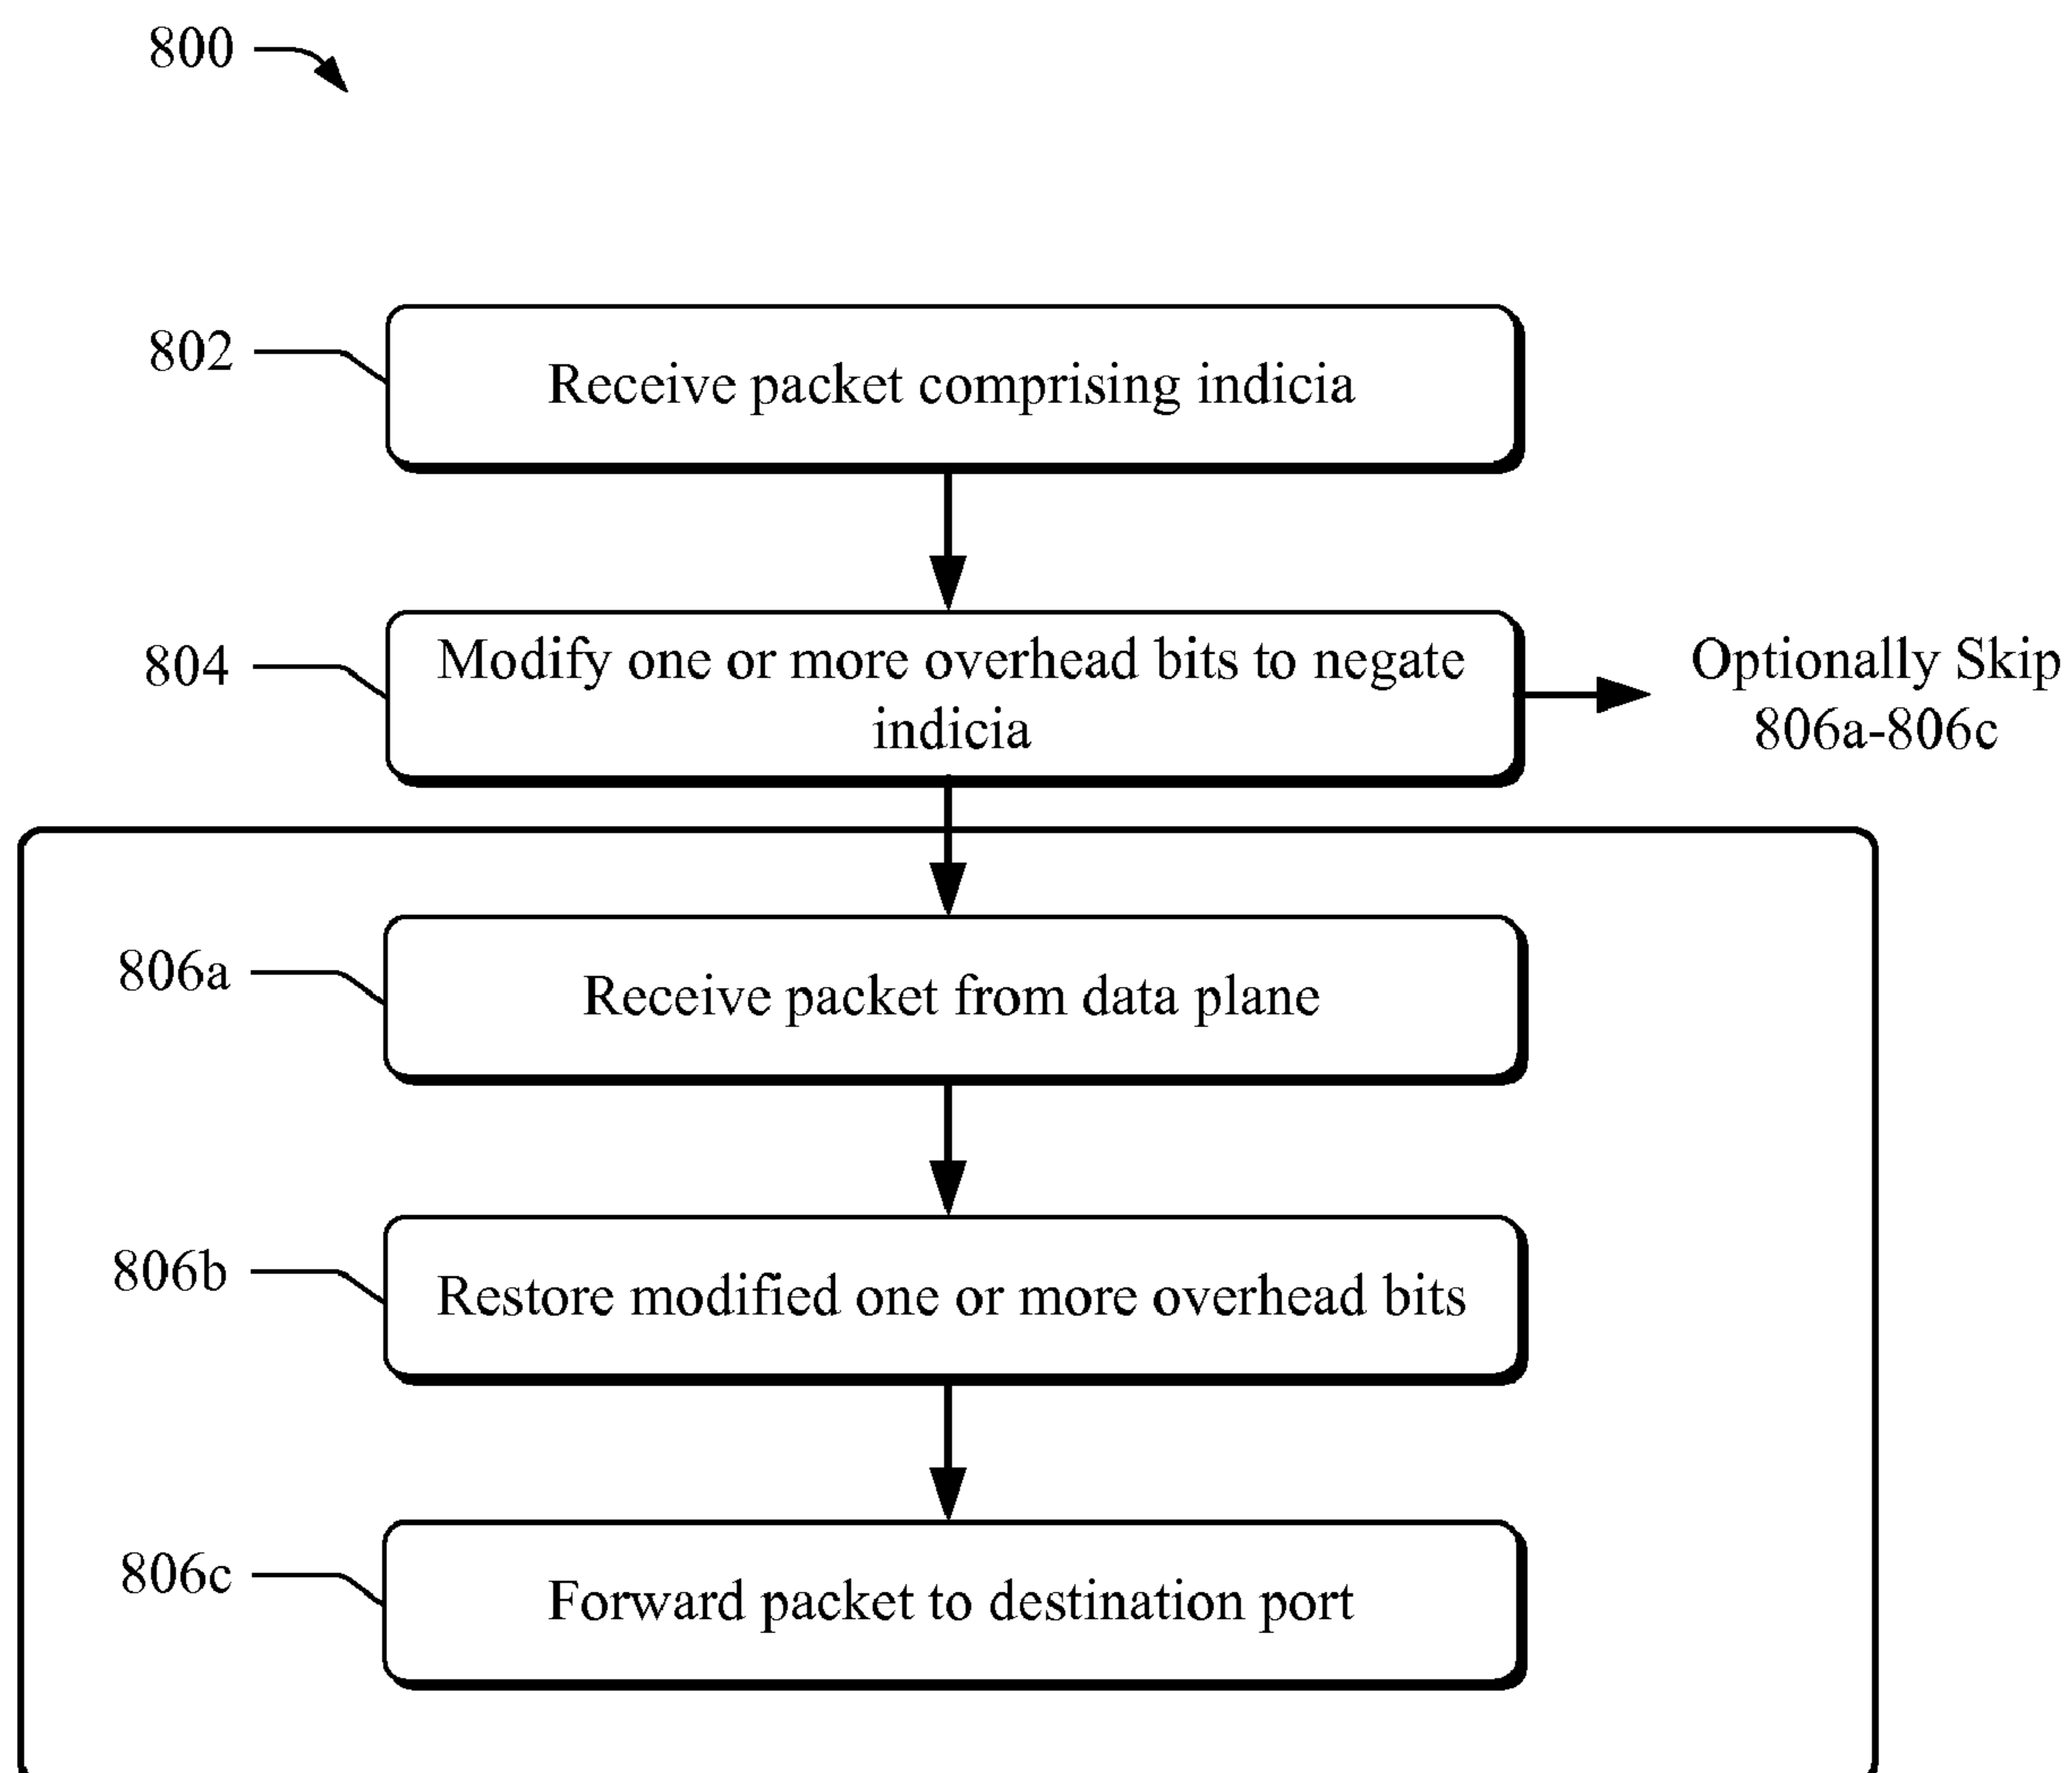 800
802
Receive packet comprising indicia
804
Modify one or more overhead bits to negate
indicia
Optionally Skip
806a-806c
806a
Receive packet from data plane
806b
Restore modified one or more overhead bits
806c
Forward packet to destination port